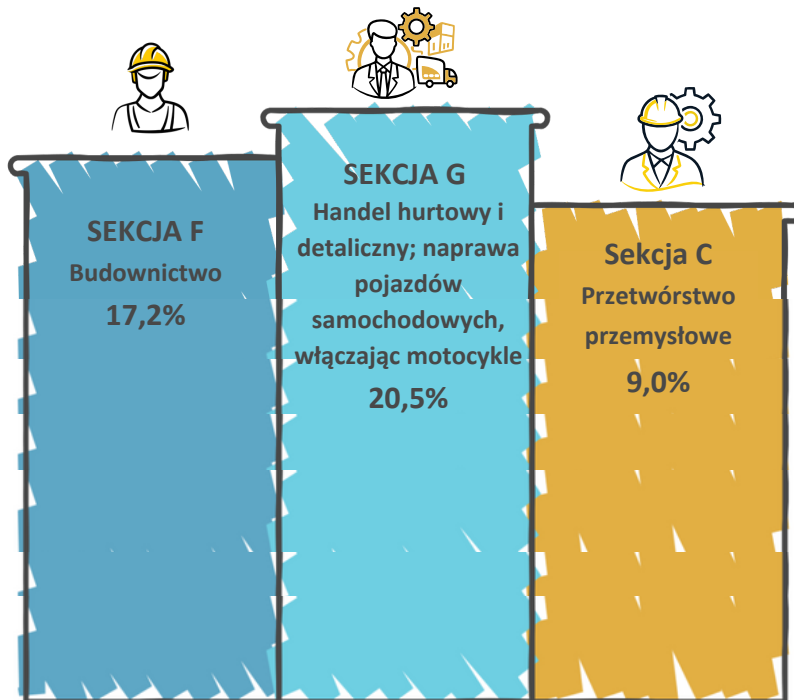 SEKCJA F
Budownictwo
17,2%
SEKCJA G
Handel hurtowy i
detaliczny; naprawa
pojazdów
samochodowych,
włączając motocykle
20,5%
Sekcja C
Przetwórstwo
przemysłowe
9,0%